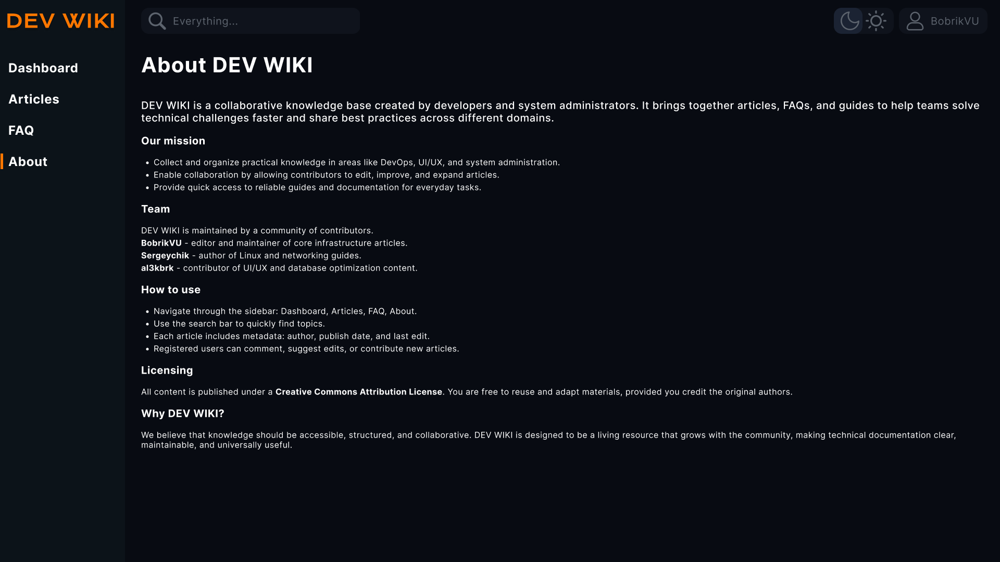 DEV WIKI
Everything...
BobrikVU
Dashboard
Articles
FAQ
About
About DEV WIKI
DEV WIKI is a collaborative knowledge base created by developers and system administrators. It brings together articles, FAQs, and guides to help teams solve
technical challenges faster and share best practices across different domains.
Our mission
• Collect and organize practical knowledge in areas like DevOps, UI/UX, and system administration.
• Enable collaboration by allowing contributors to edit, improve, and expand articles.
• Provide quick access to reliable guides and documentation for everyday tasks.
Team
DEV WIKI is maintained by a community of contributors.
BobrikVU - editor and maintainer of core infrastructure articles.
Sergeychik - author of Linux and networking guides.
al3kbrk - contributor of UI/UX and database optimization content.
How to use
• Navigate through the sidebar: Dashboard, Articles, FAQ, About.
• Use the search bar to quickly find topics.
• Each article includes metadata: author, publish date, and last edit.
• Registered users can comment, suggest edits, or contribute new articles.
Licensing
All content is published under a Creative Commons Attribution License. You are free to reuse and adapt materials, provided you credit the original authors.
Why DEV WIKI?
We believe that knowledge should be accessible, structured, and collaborative. DEV WIKI is designed to be a living resource that grows with the community, making technical documentation clear,
maintainable, and universally useful.